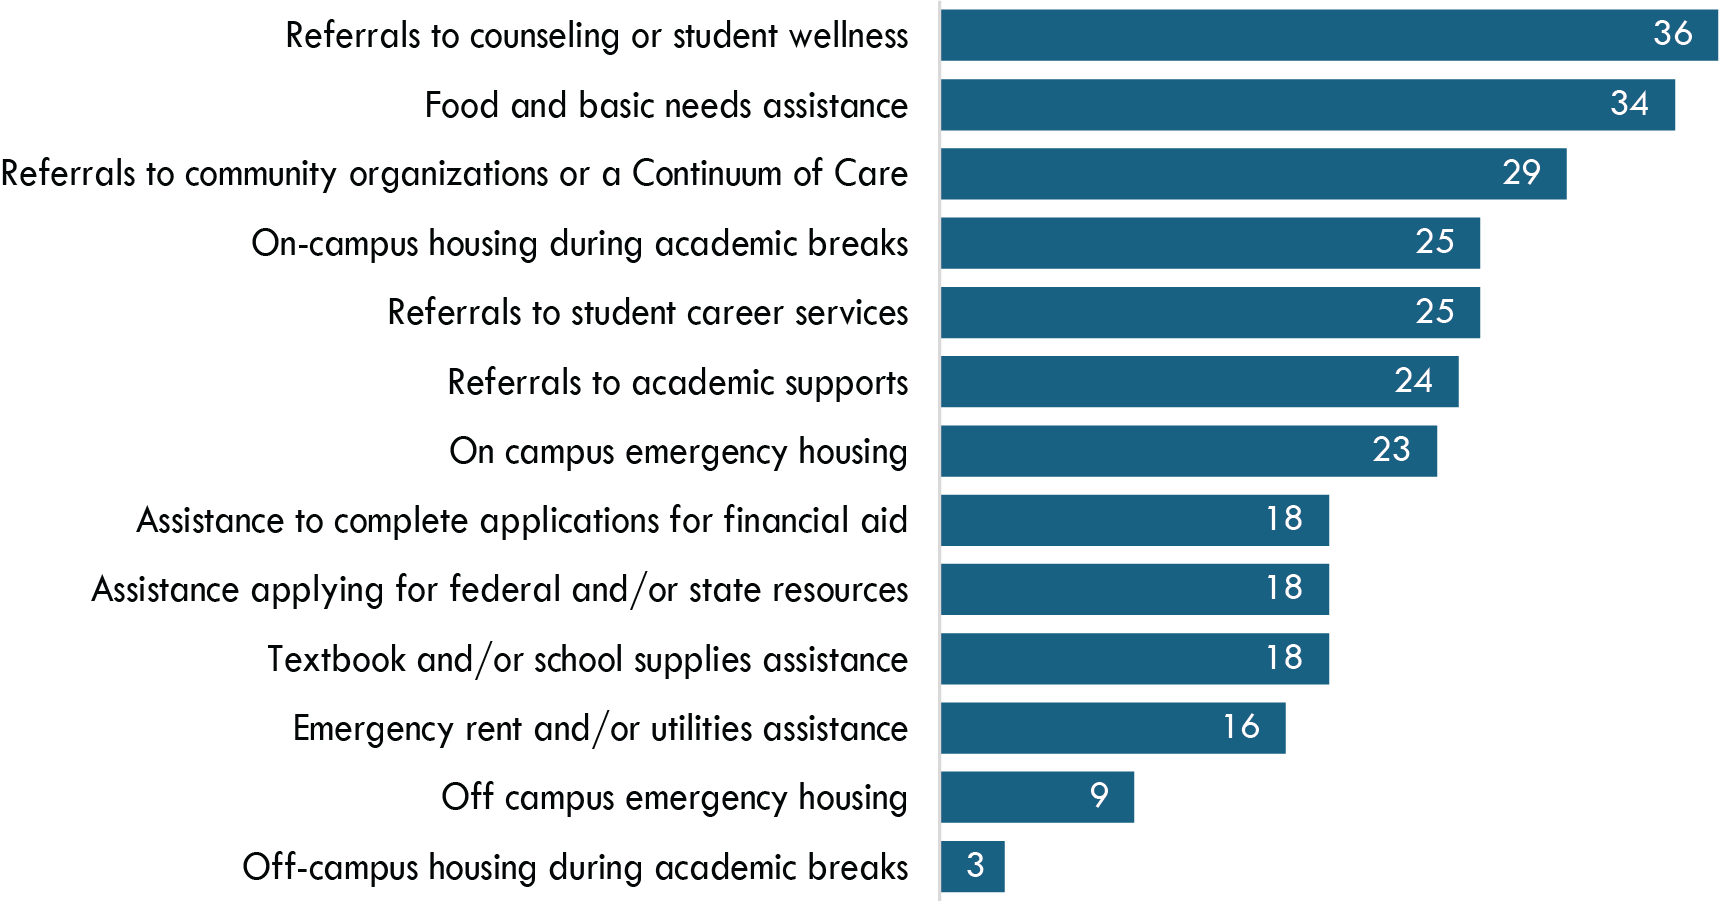 Referrals to counseling or student wellness 36
Food and basic needs assistance 34
Referrals to community organizations or a Continuum of Care 29
On-campus housing during academic breaks 25
Referrals to student career services 25
Referrals to academic supports 24
On campus emergency housing 23
Assistance to complete applications for financial aid 18
Assistance applying for federal and/or state resources 18
Textbook and/or school supplies assistance 18
Emergency rent and/or utilities assistance 16
Off campus emergency housing 9
Off-campus housing during academic breaks 3